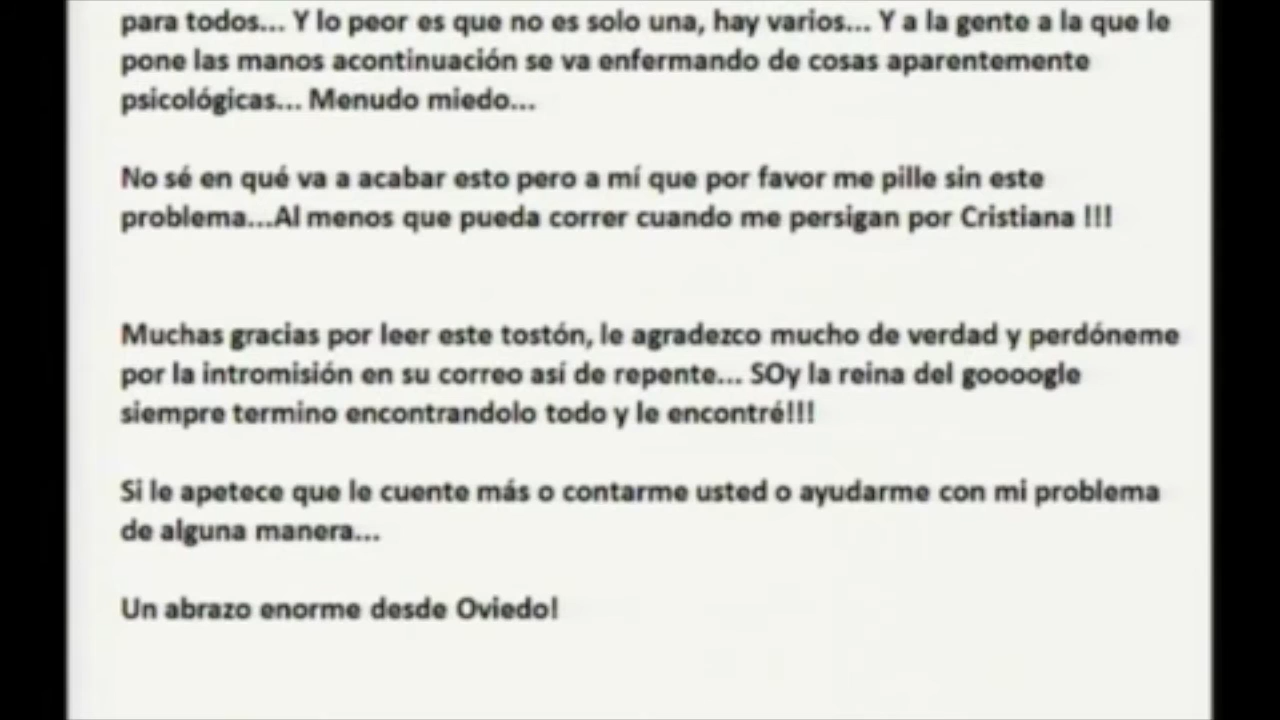 para todos... Y lo peor es que no es solo una, hay varios... Y a la gente a la que le
pone las manos acontinuación se va enfermando de cosas aparentemente
psicológicas... Menudo miedo...
No sé en qué va a acabar esto pero a mí que por favor me pille sin este
problema...Al menos que pueda correr cuando me persigan por Cristiana !!!
Muchas gracias por leer este tostón, le agradezco mucho de verdad y perdóneme
por la intromisión en su correo así de repente... SOy la reina del goooogle
siempre termino encontrandolo todo y le encontré!!!
Si le apetece que le cuente más o contarme usted o ayudarme con mi problema
de alguna manera...
Un abrazo enorme desde Oviedo!